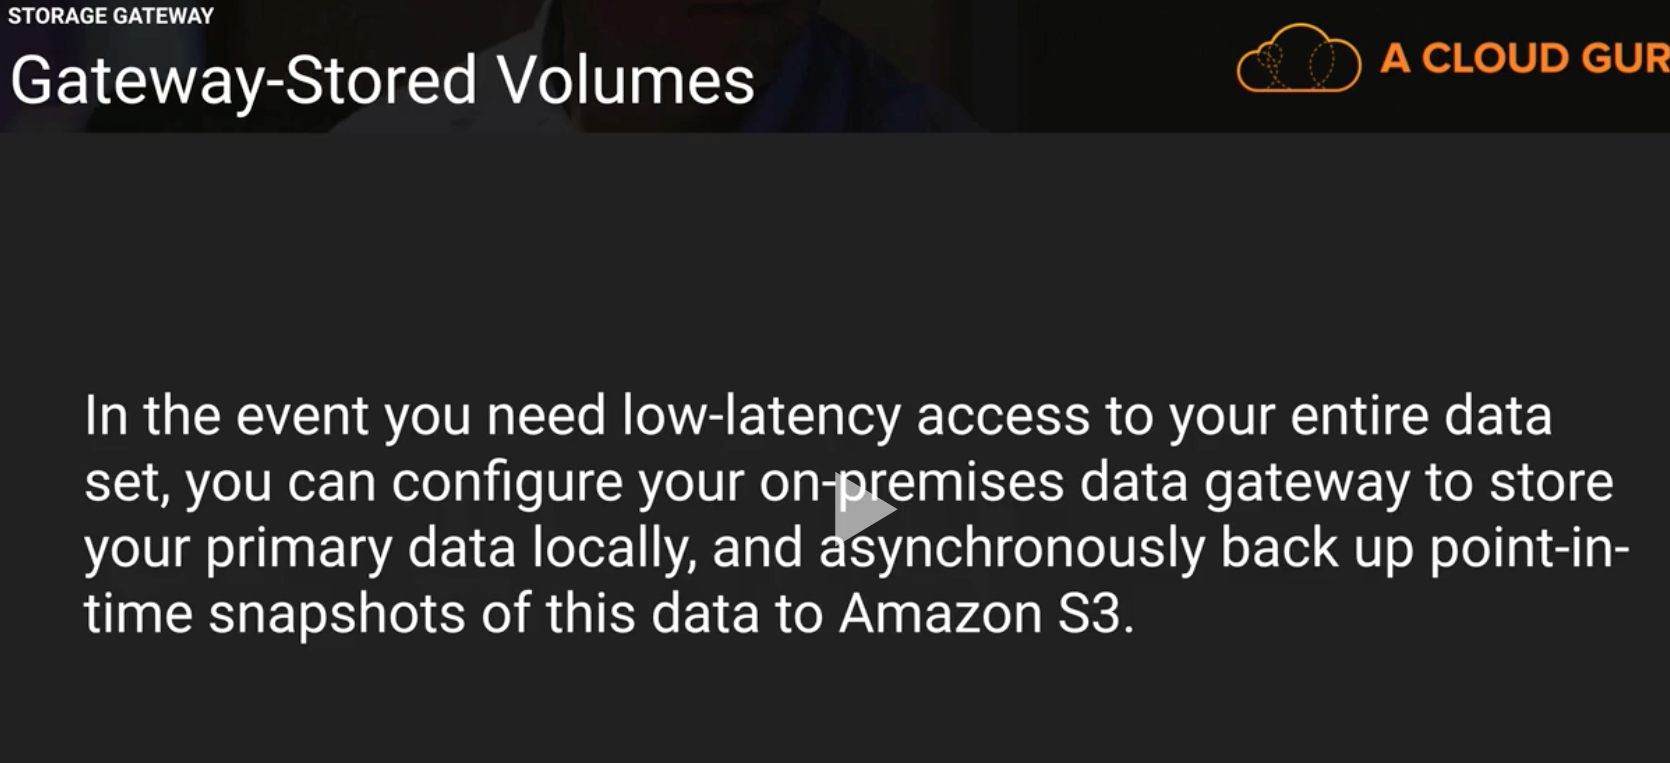 STORAGE GATEWAY
Gateway-Stored Volumes
A CLOUD GUR
In the event you need low-latency access to your entire data
set, you can configure your on-premises data gateway to store
your primary data locally, and asynchronously back up point-in-
time snapshots of this data to Amazon S3.